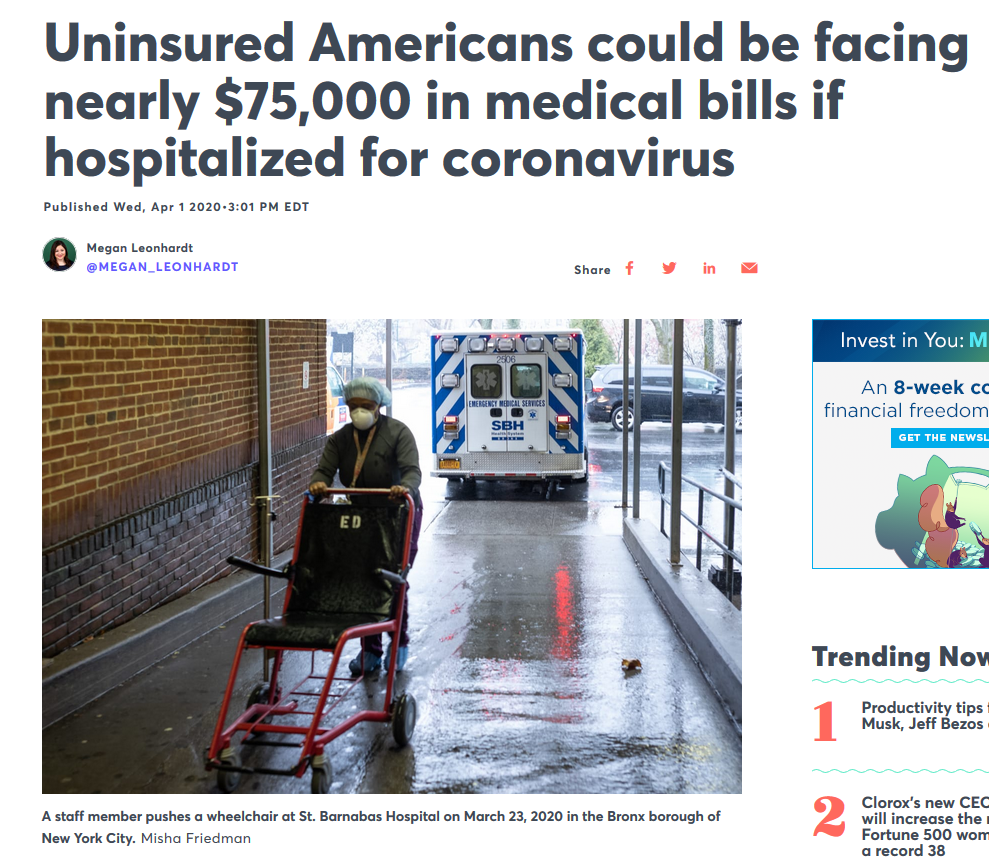 Uninsured Americans could be facing
nearly $75,000 in medical bills if
hospitalized for coronavirus
Published Wed, Apr 1 2020•3:01 PM EDT
Megan Leonhardt
@MEGAN_LEONHARDT
Share
2506
EMERGENCY MEDICAL SERVICES
SBH
Health System
ED
A staff member pushes a wheelchair at St. Barnabas Hospital on March 23, 2020 in the Bronx borough of
New York City. Misha Friedman
Invest in You: M
An 8-week co
financial freedom
GET THE NEWSL
Trending Now
1
Productivity tips f
Musk, Jeff Bezos
2
Clorox's new CEO
will increase the n
Fortune 500 wom
a record 38